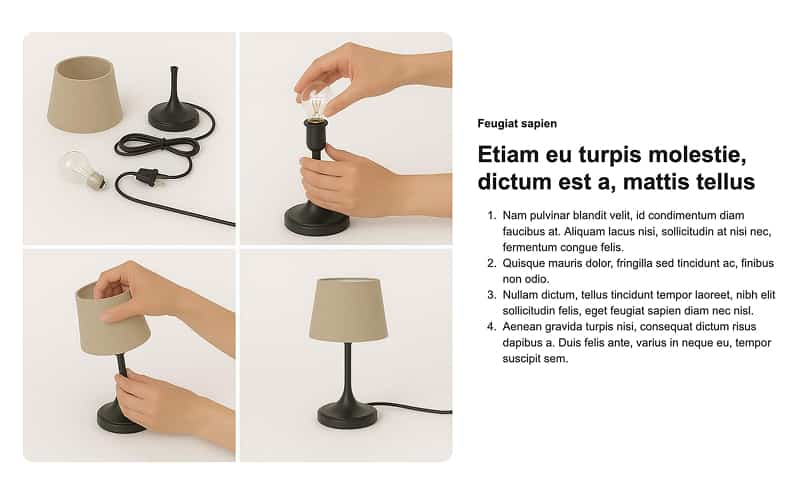 Feugiat sapien
Etiam eu turpis molestie,
dictum est a, mattis tellus
1. Nam pulvinar blandit velit, id condimentum diam
faucibus at. Aliquam lacus nisi, sollicitudin at nisi nec,
fermentum congue felis.
2. Quisque mauris dolor, fringilla sed tincidunt ac, finibus
non odio.
3. Nullam dictum, tellus tincidunt tempor laoreet, nibh elit
sollicitudin felis, eget feugiat sapien diam nec nisl.
4. Aenean gravida turpis nisi, consequat dictum risus
dapibus a. Duis felis ante, varius in neque eu, tempor
suscipit sem.